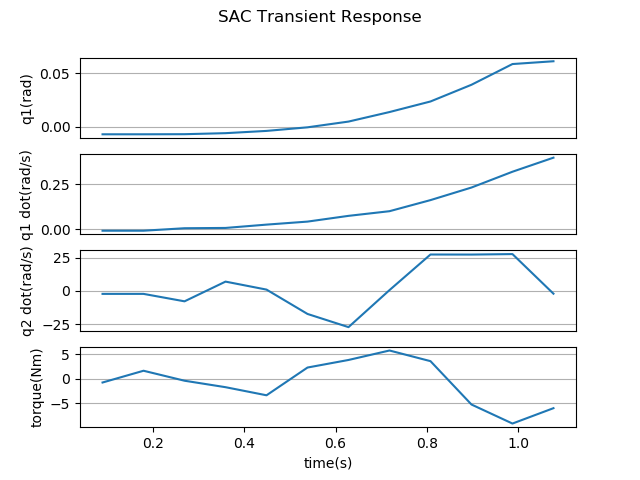 SAC Transient Response
0.05
0.00
q1(rad)
0.25
0.00
q1 dot(rad/s)
25
0
−25
q2 dot(rad/s)
5
0
−5
torque(Nm)
0.2 0.4 0.6 0.8 1.0
time(s)